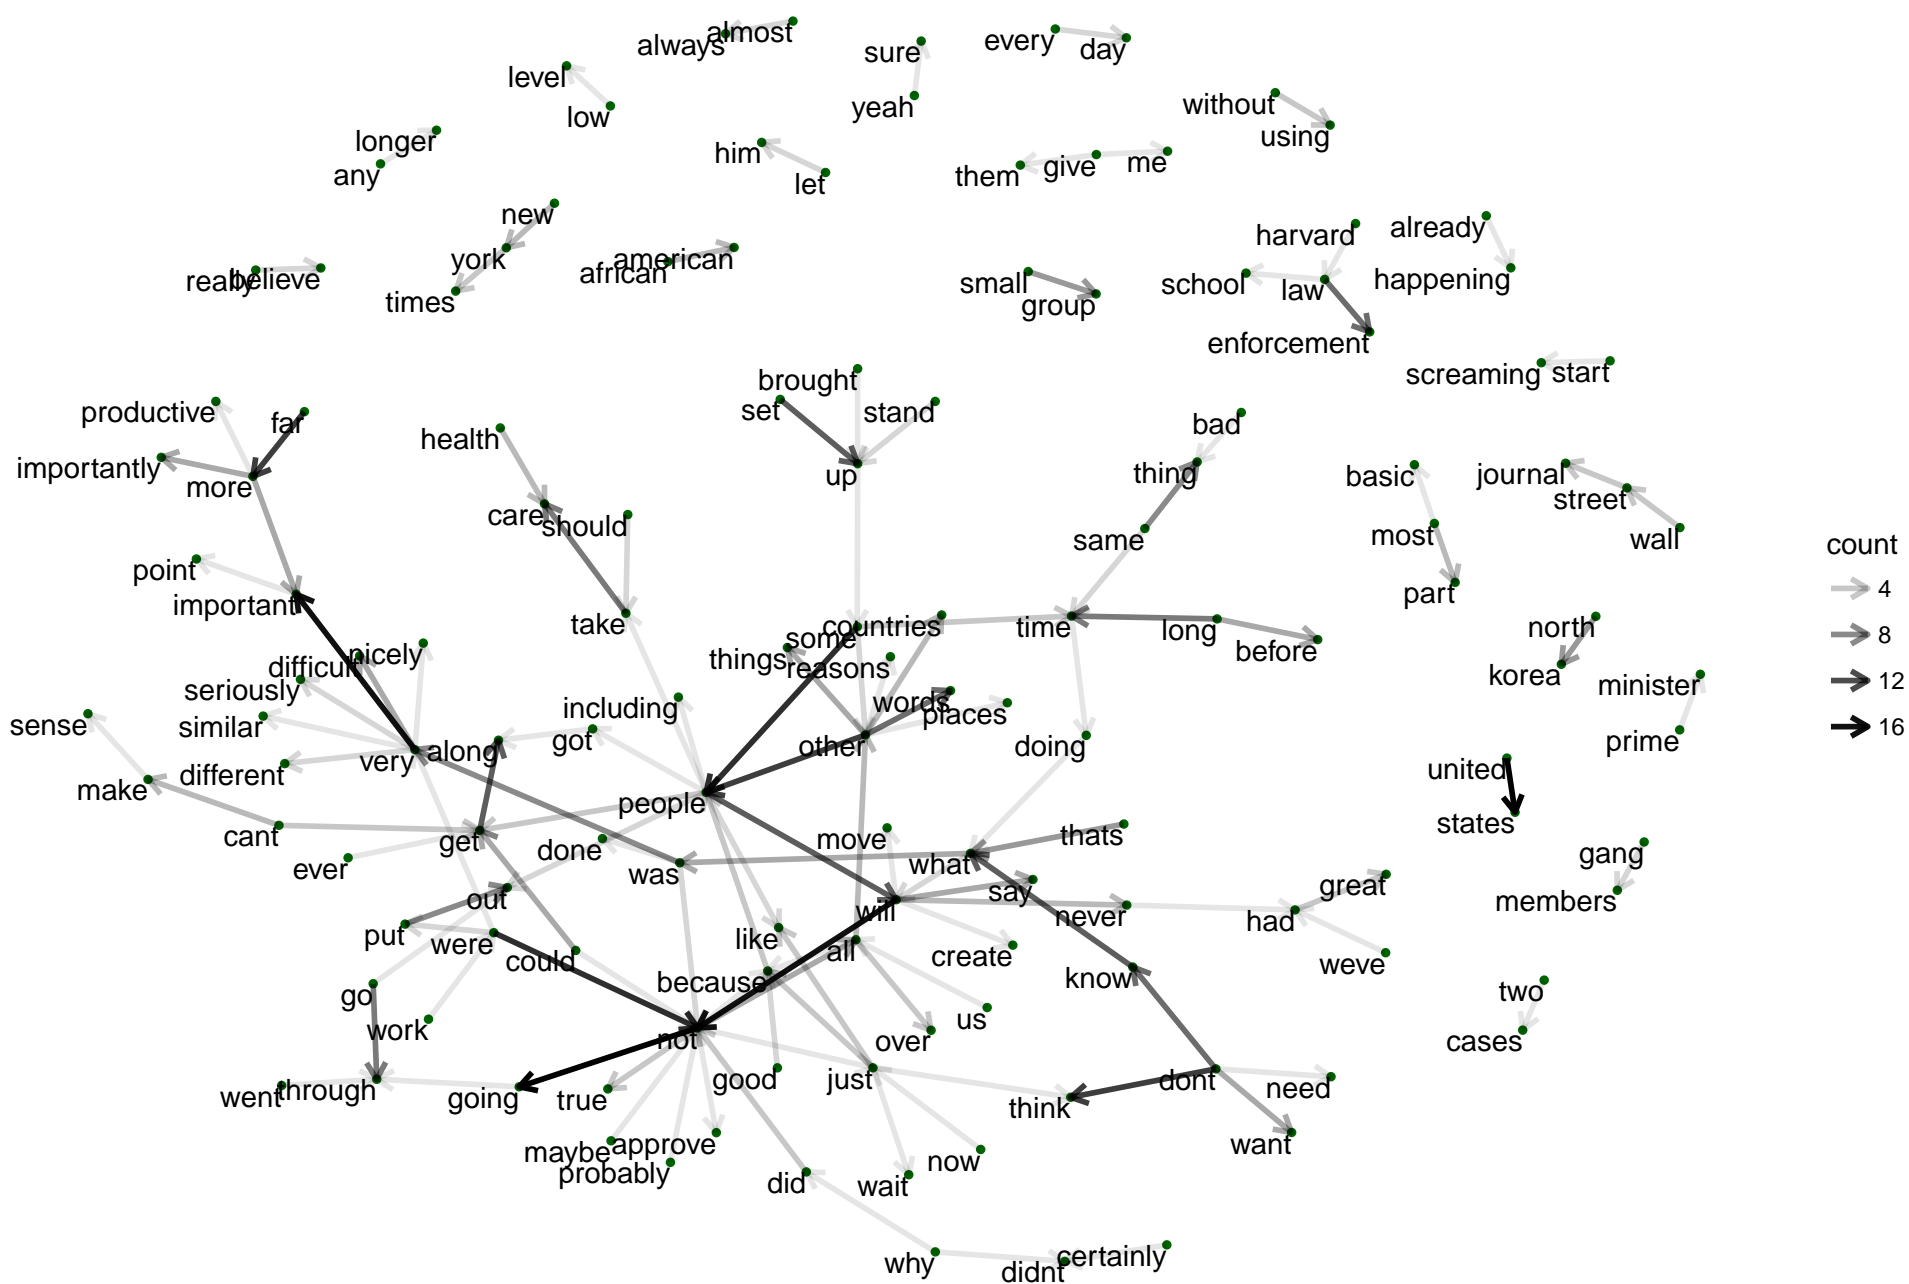 always
almost
sure
every
day
level
low
yeah
without
using
longer
any
him
let
them
give
me
new
york
times
african
american
really
believe
small
group
harvard
school
law
enforcement
already
happening
screaming
start
productive
far
importantly
more
health
care
should
brought
set
stand
up
bad
thing
same
basic
most
part
journal
street
wall
count
4
8
12
16
point
important
take
countries
some
things
reasons
time
long
before
north
korea
minister
prime
difficult
nicely
seriously
similar
different
very
along
sense
make
including
got
words
places
other
doing
people
united
states
cant
ever
get
done
was
move
what
thats
say
will
never
had
great
weve
gang
members
out
put
were
could
like
all
create
know
because
go
work
not
over
us
two
cases
went
through
going
true
good
just
think
dont
need
want
maybe
approve
probably
did
wait
now
why
didnt
certainly